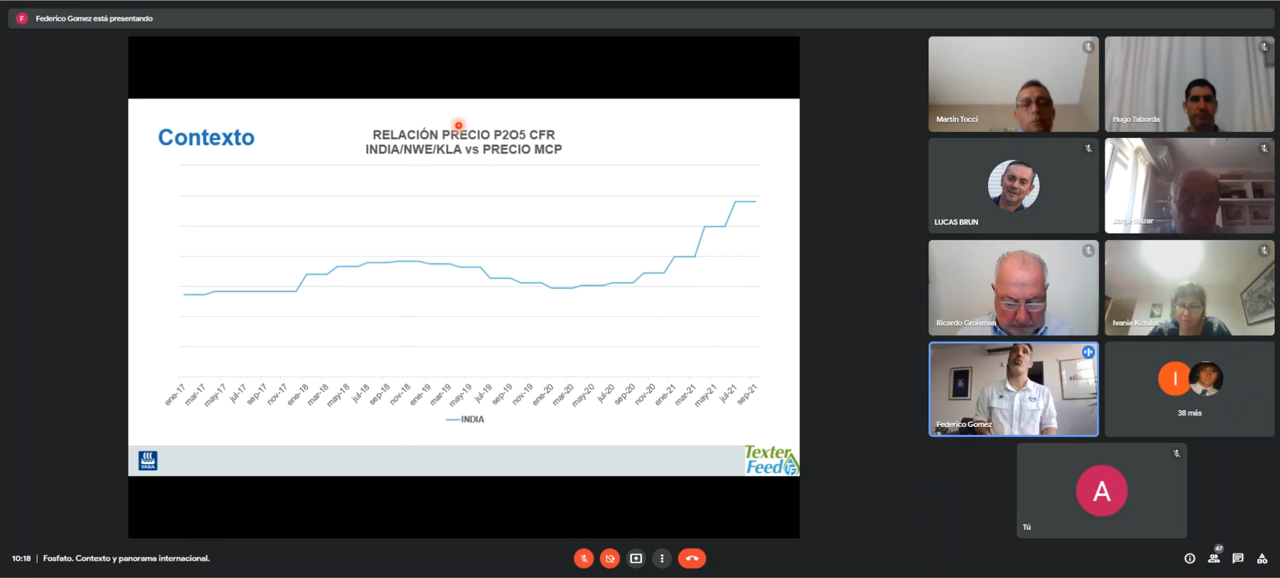 F
Federico Gomez está presentando
Contexto
RELACIÓN PRECIO P2O5 CFR
INDIA/NWE/KLA vs PRECIO MCP
ene-17 mar-17 may-17 jul-17 sep-17 nov-17 ene-18 mar-18 may-18 jul-18 sep-18 nov-18 ene-19 mar-19 may-19 jul-19 sep-19 nov-19 ene-20 mar-20 may-20 jul-20 sep-20 nov-20 ene-21 mar-21 may-21 jul-21 sep-21
INDIA
YARA
Texter
Feed
Martín Tocci
Hugo Taborda
LUCAS BRUN
Ricardo Groisman
Ivania
Federico Gomez
I
38 más
A
Tú
10:18 | Fosfato. Contexto y panorama internacional.
47